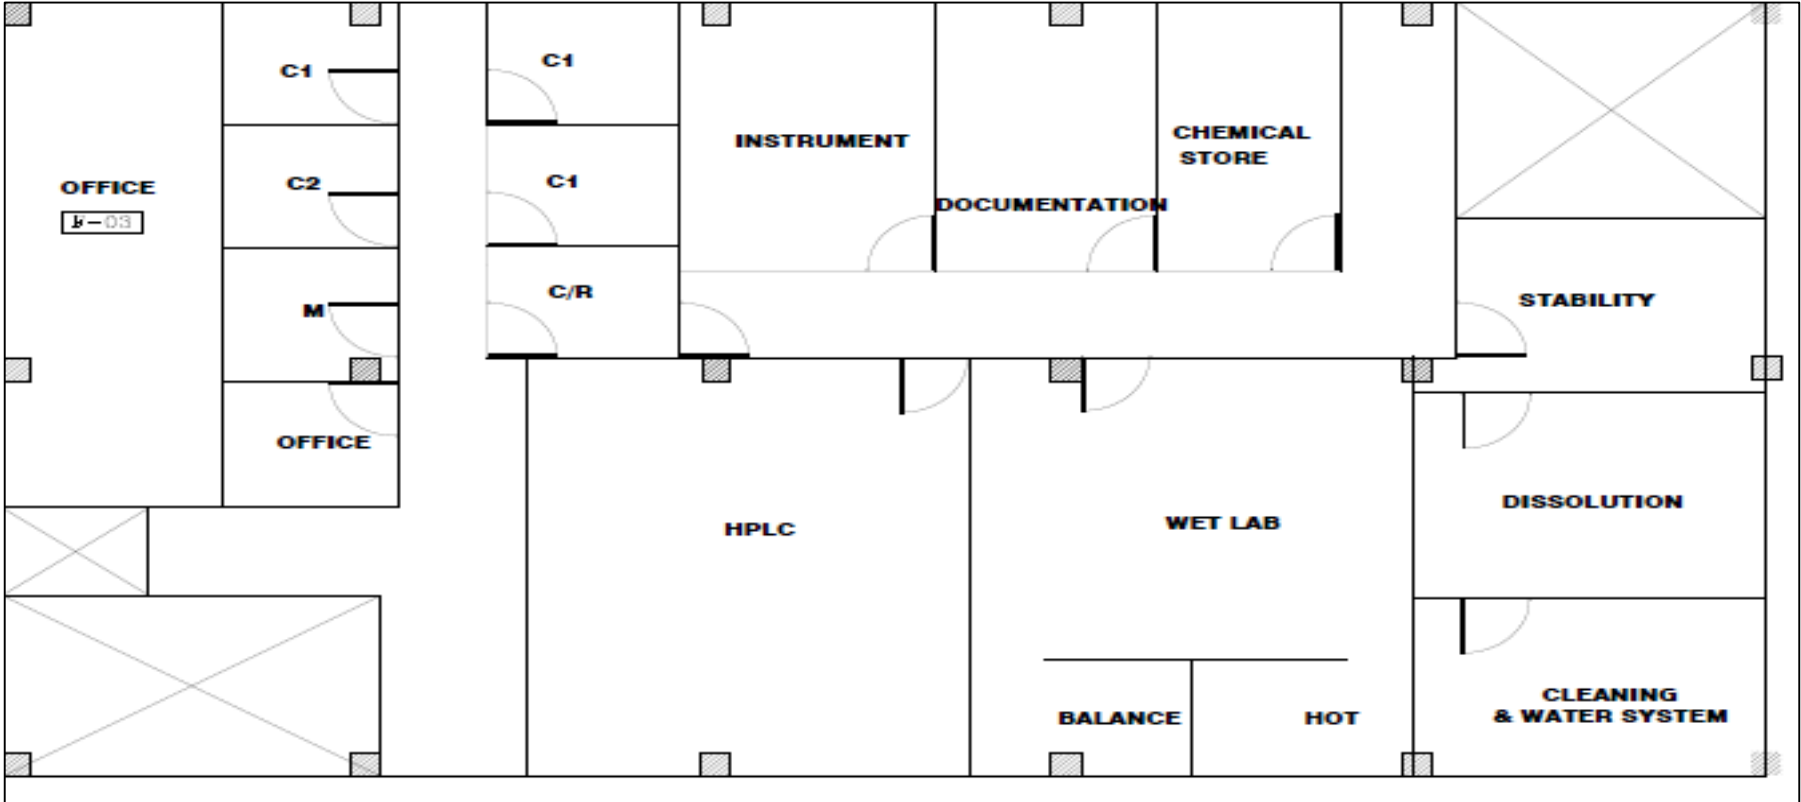 C1
C1
INSTRUMENT
CHEMICAL
STORE
OFFICE
C2
C1
DOCUMENTATION
M
C/R
STABILITY
OFFICE
HPLC
WET LAB
DISSOLUTION
BALANCE
HOT
CLEANING
& WATER SYSTEM